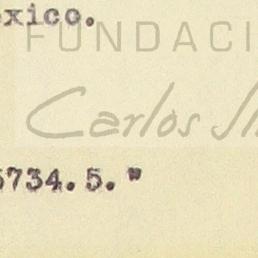 xico.
FUNDACI
Carlos
5734.5."